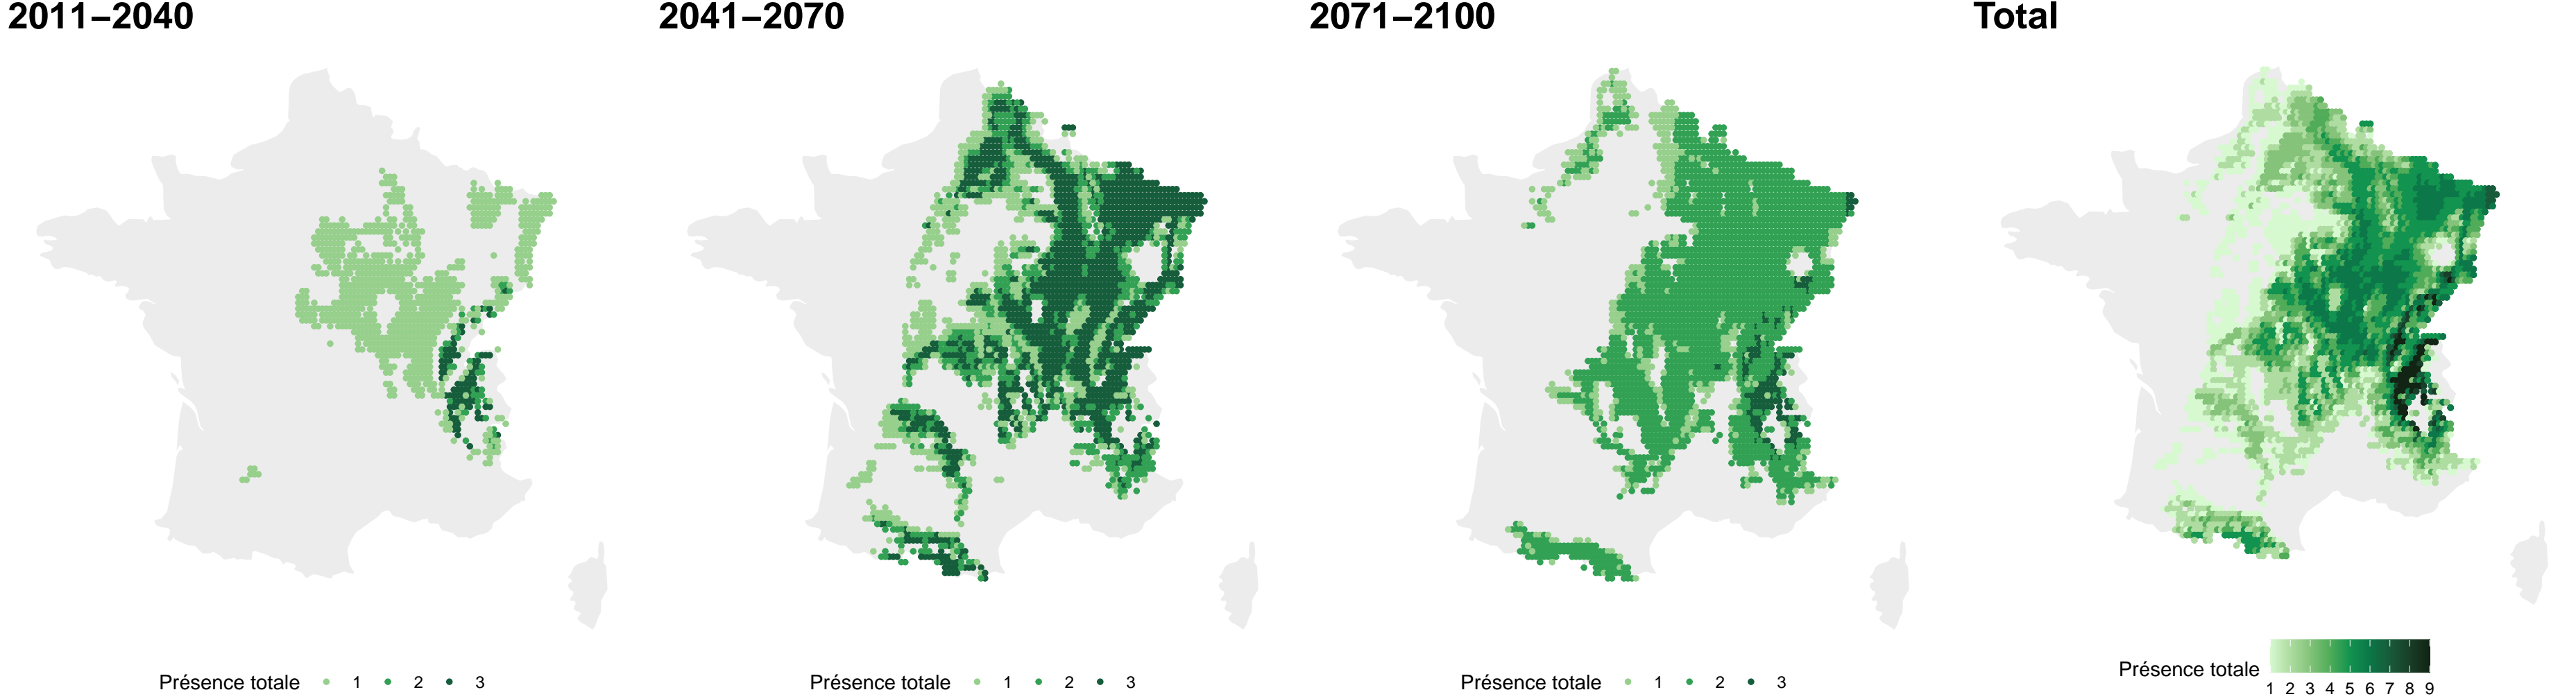 2011–2040
2041–2070
2071–2100
Total
Présence totale 1 2 3
Présence totale 1 2 3
Présence totale 1 2 3
Présence totale
1 2 3 4 5 6 7 8 9